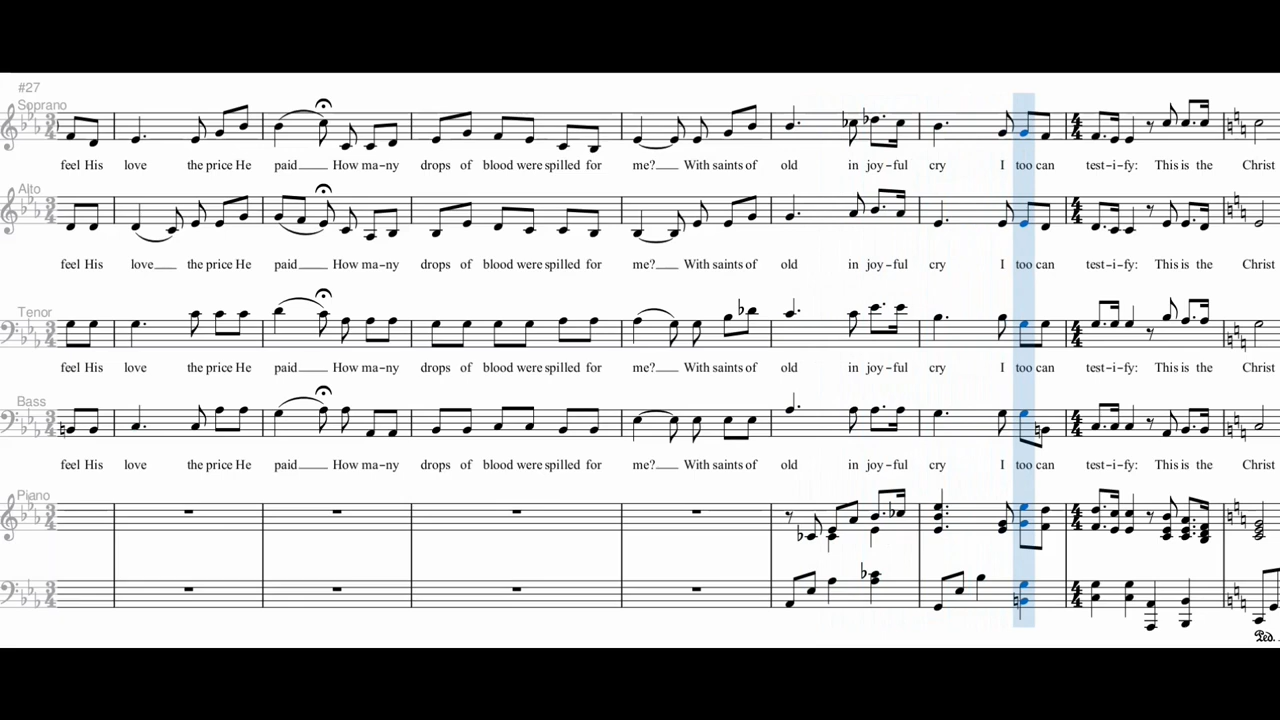 #27
Soprano
feel His love the price He paid How ma-ny drops of blood were spilled for me? With saints of old in joy-ful cry I too can test-i-fy: This is the Christ
Alto
feel His love the price He paid How ma-ny drops of blood were spilled for me? With saints of old in joy-ful cry I too can test-i-fy: This is the Christ
Tenor
feel His love the price He paid How ma-ny drops of blood were spilled for me? With saints of old in joy-ful cry I too can test-i-fy: This is the Christ
Bass
feel His love the price He paid How ma-ny drops of blood were spilled for me? With saints of old in joy-ful cry I too can test-i-fy: This is the Christ
Piano
Ped.